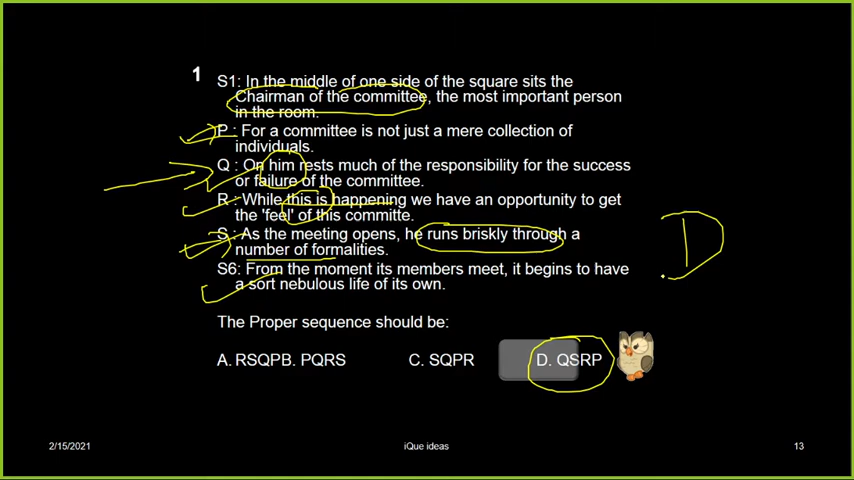 1
S1: In the middle of one side of the square sits the
Chairman of the committee, the most important person
in the room.
P : For a committee is not just a mere collection of
individuals.
Q : On him rests much of the responsibility for the success
or failure of the committee.
R : While this is happening we have an opportunity to get
the 'feel' of this committe.
S : As the meeting opens, he runs briskly through a
number of formalities.
S6: From the moment its members meet, it begins to have
a sort nebulous life of its own.
D
The Proper sequence should be:
A. RSQPB. PQRS C. SQPR D. QSRP
2/15/2021 iQue ideas 13